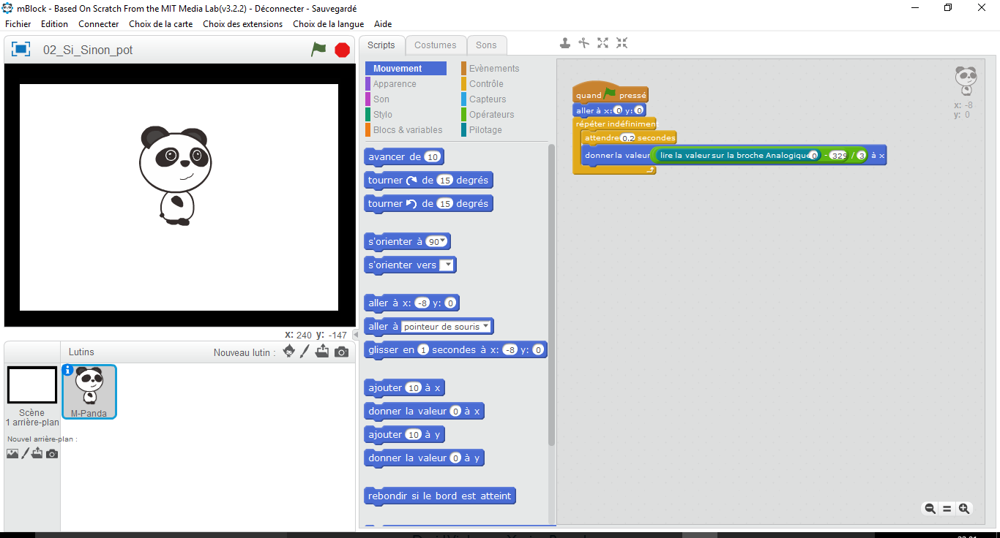 mBlock - Based On Scratch From the MIT Media Lab(v3.2.2) - Déconnecter - Sauvegardé
Fichier Edition Connecter Choix de la carte Choix des extensions Choix de la langue Aide
02_Si_Sinon_pot
Scripts Costumes Sons
Mouvement Evènements
Apparence Contrôle
Son Capteurs
Stylo Opérateurs
Blocs & variables Pilotage
avancer de 10
tourner de 15 degrés
tourner de 15 degrés
s'orienter à 90
s'orienter vers
aller à x: -8 y: 0
aller à pointeur de souris
glisser en 1 secondes à x: -8 y: 0
ajouter 10 à x
donner la valeur 0 à x
ajouter 10 à y
donner la valeur 0 à y
rebondir si le bord est atteint
quand pressé
aller à x: 0 y: 0
répéter indéfiniment
attendre 0.2 secondes
donner la valeur lire la valeur sur la broche Analogique 0 - 329 / 3 à x
x: -8
y: 0
x: 240 y: -147
Lutins Nouveau lutin :
Scène
1 arrière-plan
M-Panda
Nouvel arrière-plan :